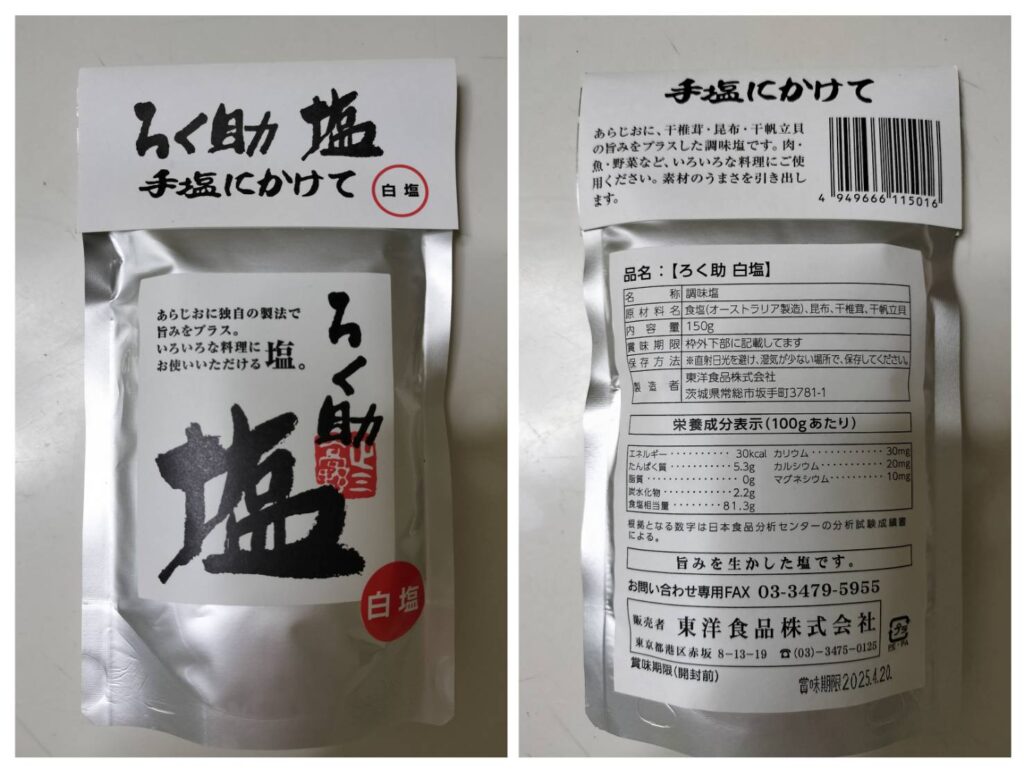 ろく助 塩
手塩にかけて
白塩
あらじおに独自の製法で
旨みをプラス。
いろいろな料理に
お使いいただける塩。
ろく助
塩
白塩
手塩にかけて
あらじおに、干椎茸・昆布・干帆立貝
の旨みをプラスした調味塩です。肉・
魚・野菜など、いろいろな料理にご使
用ください。素材のうまさを引き出し
ます。
4 949666 115016
品名：【ろく助 白塩】
名称 調味塩
原材料名 食塩(オーストラリア製造)、昆布、干椎茸、干帆立貝
内容量 150g
賞味期限 枠外下部に記載してます
保存方法 ※直射日光を避け、湿気が少ない場所で、保存してください。
製造者 東洋食品株式会社
茨城県常総市坂手町3781-1
栄養成分表示(100gあたり)
エネルギー・・・・・・・・・・ 30kcal カリウム・・・・・・・・・・・・ 30mg
たんぱく質・・・・・・・・・・ 5.3g カルシウム・・・・・・・・・・ 20mg
脂質・・・・・・・・・・・・・・ 0g マグネシウム・・・・・・・・・ 10mg
炭水化物・・・・・・・・・・・ 2.2g
食塩相当量・・・・・・・・ 81.3g
根拠となる数字は日本食品分析センターの分析試験成績書
による。
旨みを生かした塩です。
お問い合わせ専用FAX 03-3479-5955
販売者 東洋食品株式会社
東京都港区赤坂 8-13-19 ☎(03)-3475-0125
プラ
賞味期限(開封前)
賞味期限2025.4.20.